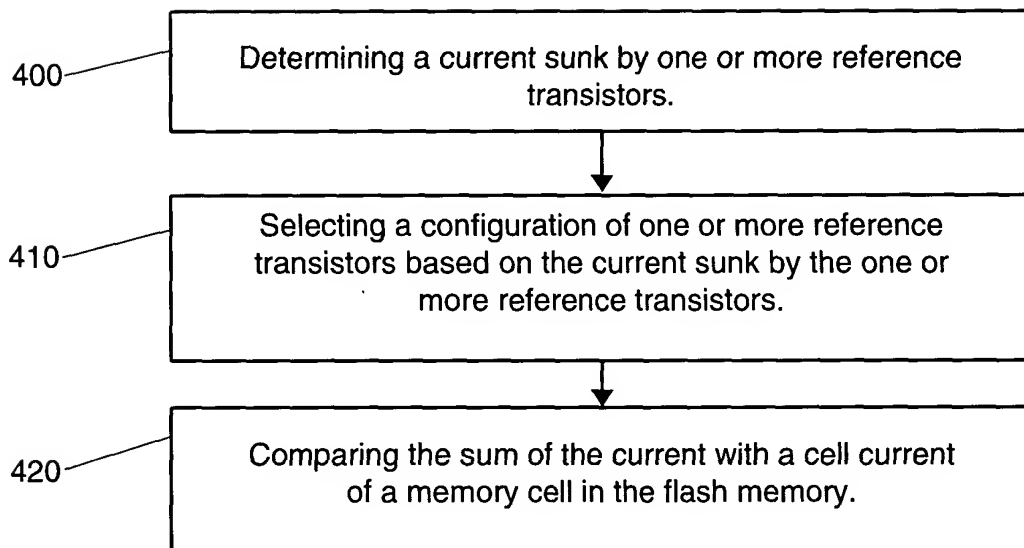 400
Determining a current sunk by one or more reference
transistors.
410
Selecting a configuration of one or more reference
transistors based on the current sunk by the one or
more reference transistors.
420
Comparing the sum of the current with a cell current
of a memory cell in the flash memory.